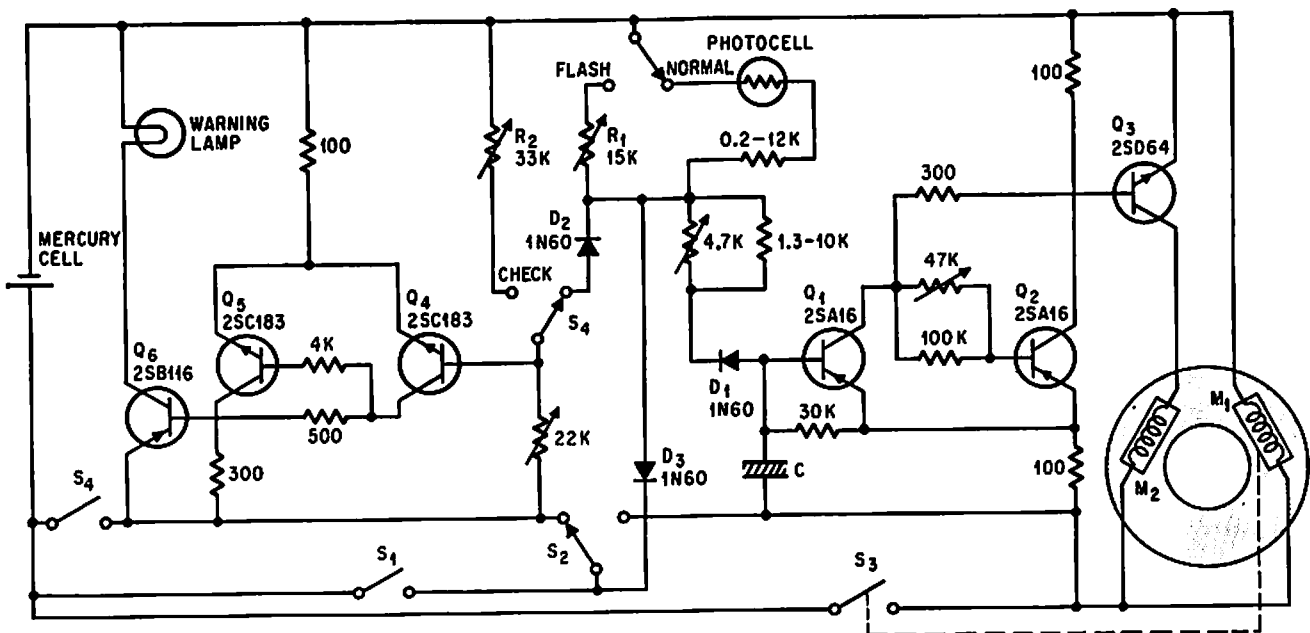 WARNING
LAMP
100
R2
33K
FLASH
R1
15K
PHOTOCELL
NORMAL
0.2–12K
100
Q3
2SD64
300
D2
1N60
4.7K
1.3–10K
MERCURY
CELL
CHECK
S4
47K
100K
Q1
2SA16
Q2
2SA16
Q5
2SC183
Q4
2SC183
4K
Q6
2SB116
500
D1
1N60
30K
M1
M2
22K
300
D3
1N60
C
100
S4
S2
S1
S3